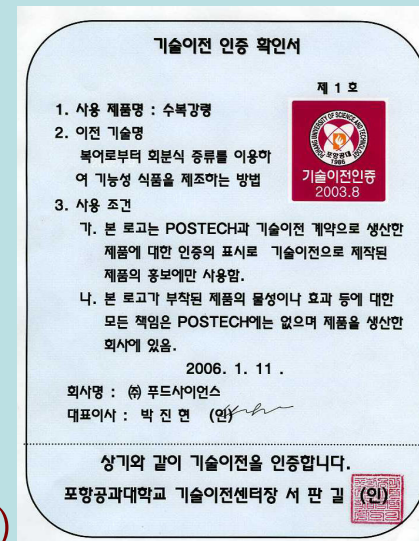 기술이전 인증 확인서
제 1 호
1. 사용 제품명 : 수복강령
2. 이전 기술명
복어로부터 회분식 증류를 이용하
여 기능성 식품을 제조하는 방법
POHANG UNIVERSITY OF SCIENCE AND TECHNOLOGY
포항공대
기술이전인증
2003.8
3. 사용 조건
가. 본 로고는 POSTECH과 기술이전 계약으로 생산한
제품에 대한 인증의 표시로 기술이전으로 제작된
제품의 홍보에만 사용함.
나. 본 로고가 부착된 제품의 물성이나 효과 등에 대한
모든 책임은 POSTECH에는 없으며 제품을 생산한
회사에 있음.
2006. 1. 11 .
회사명 : ㈜ 푸드사이언스
대표이사 : 박 진 현 (인)
상기와 같이 기술이전을 인증합니다.
포항공과대학교 기술이전센터장 서 판 길 (인)